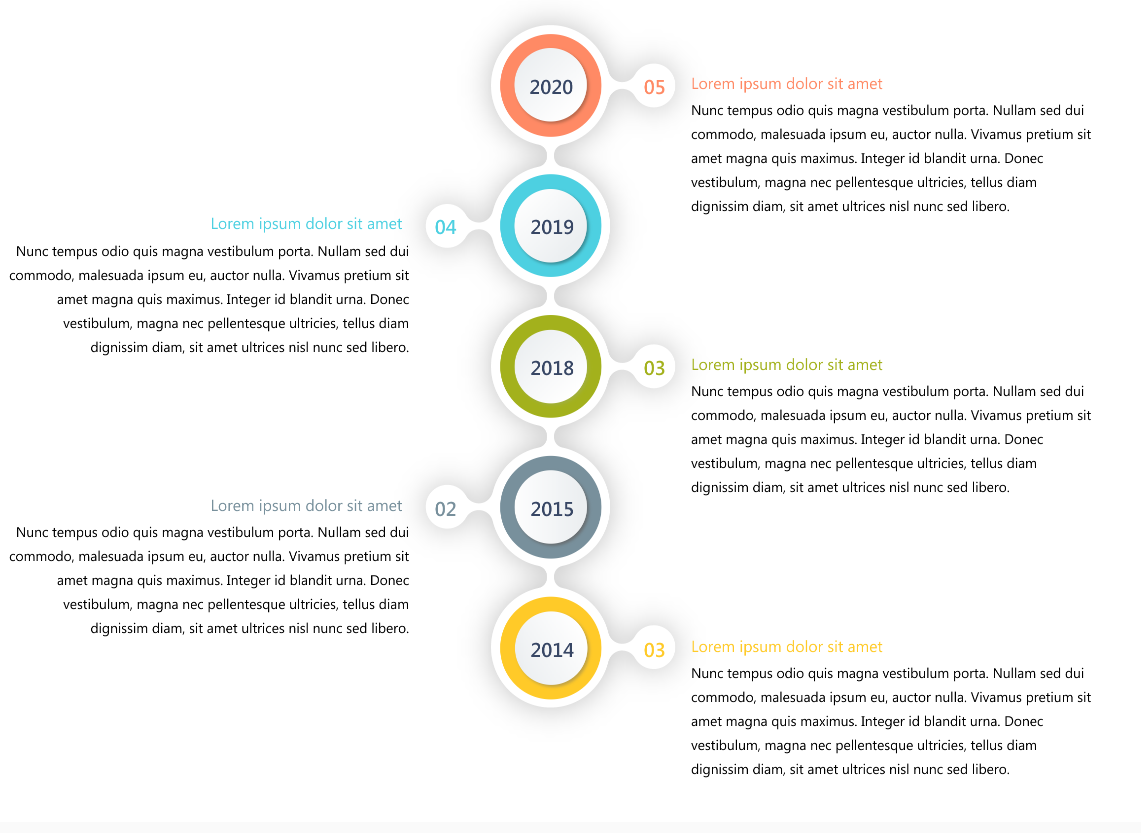 2020
05
Lorem ipsum dolor sit amet
Nunc tempus odio quis magna vestibulum porta. Nullam sed dui
commodo, malesuada ipsum eu, auctor nulla. Vivamus pretium sit
amet magna quis maximus. Integer id blandit urna. Donec
vestibulum, magna nec pellentesque ultricies, tellus diam
dignissim diam, sit amet ultrices nisl nunc sed libero.
2019
04
Lorem ipsum dolor sit amet
Nunc tempus odio quis magna vestibulum porta. Nullam sed dui
commodo, malesuada ipsum eu, auctor nulla. Vivamus pretium sit
amet magna quis maximus. Integer id blandit urna. Donec
vestibulum, magna nec pellentesque ultricies, tellus diam
dignissim diam, sit amet ultrices nisl nunc sed libero.
2018
03
Lorem ipsum dolor sit amet
Nunc tempus odio quis magna vestibulum porta. Nullam sed dui
commodo, malesuada ipsum eu, auctor nulla. Vivamus pretium sit
amet magna quis maximus. Integer id blandit urna. Donec
vestibulum, magna nec pellentesque ultricies, tellus diam
dignissim diam, sit amet ultrices nisl nunc sed libero.
2015
02
Lorem ipsum dolor sit amet
Nunc tempus odio quis magna vestibulum porta. Nullam sed dui
commodo, malesuada ipsum eu, auctor nulla. Vivamus pretium sit
amet magna quis maximus. Integer id blandit urna. Donec
vestibulum, magna nec pellentesque ultricies, tellus diam
dignissim diam, sit amet ultrices nisl nunc sed libero.
2014
03
Lorem ipsum dolor sit amet
Nunc tempus odio quis magna vestibulum porta. Nullam sed dui
commodo, malesuada ipsum eu, auctor nulla. Vivamus pretium sit
amet magna quis maximus. Integer id blandit urna. Donec
vestibulum, magna nec pellentesque ultricies, tellus diam
dignissim diam, sit amet ultrices nisl nunc sed libero.